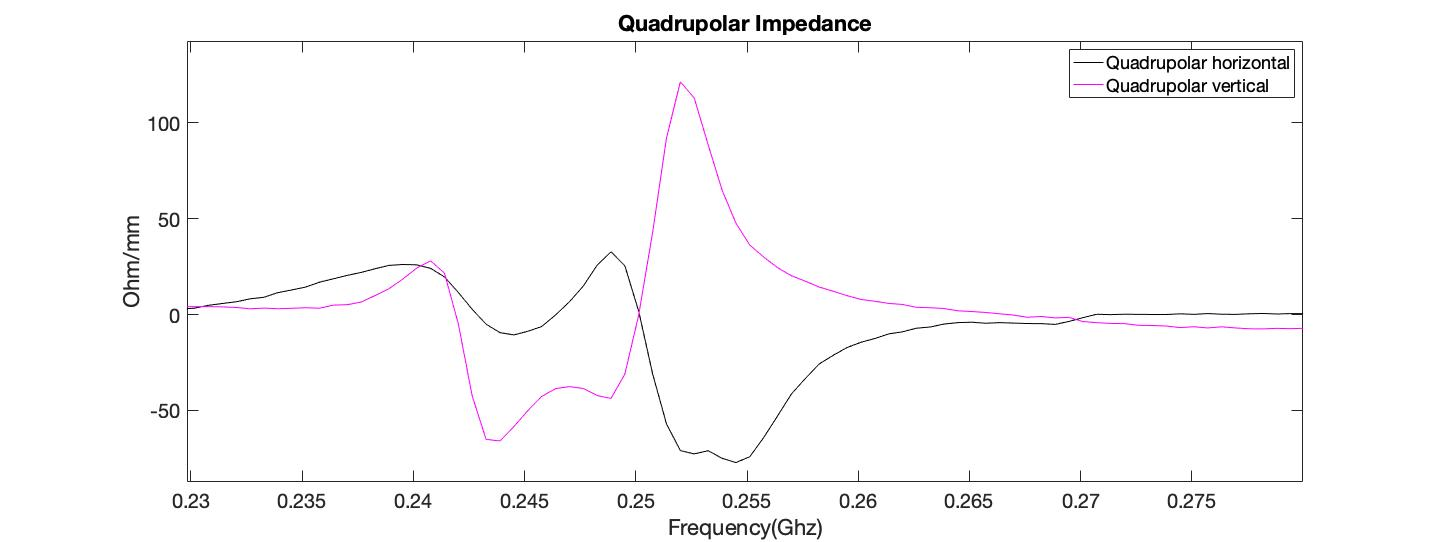 Quadrupolar Impedance
Quadrupolar horizontal
Quadrupolar vertical
100
50
0
-50
Ohm/mm
0.23 0.235 0.24 0.245 0.25 0.255 0.26 0.265 0.27 0.275
Frequency(Ghz)